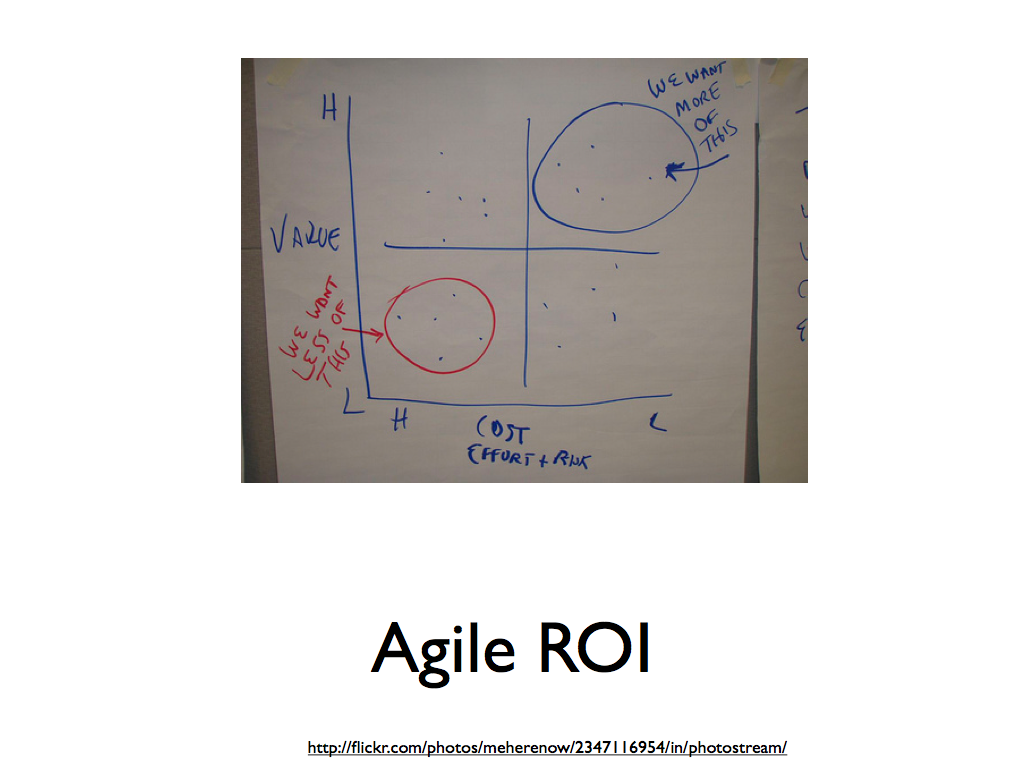 H
WE WANT
MORE
OF
THIS
VALUE
WE WANT
LESS OF
THIS
L
H
L
COST
EFFORT + RISK
Agile ROI
http://flickr.com/photos/meherenow/2347116954/in/photostream/